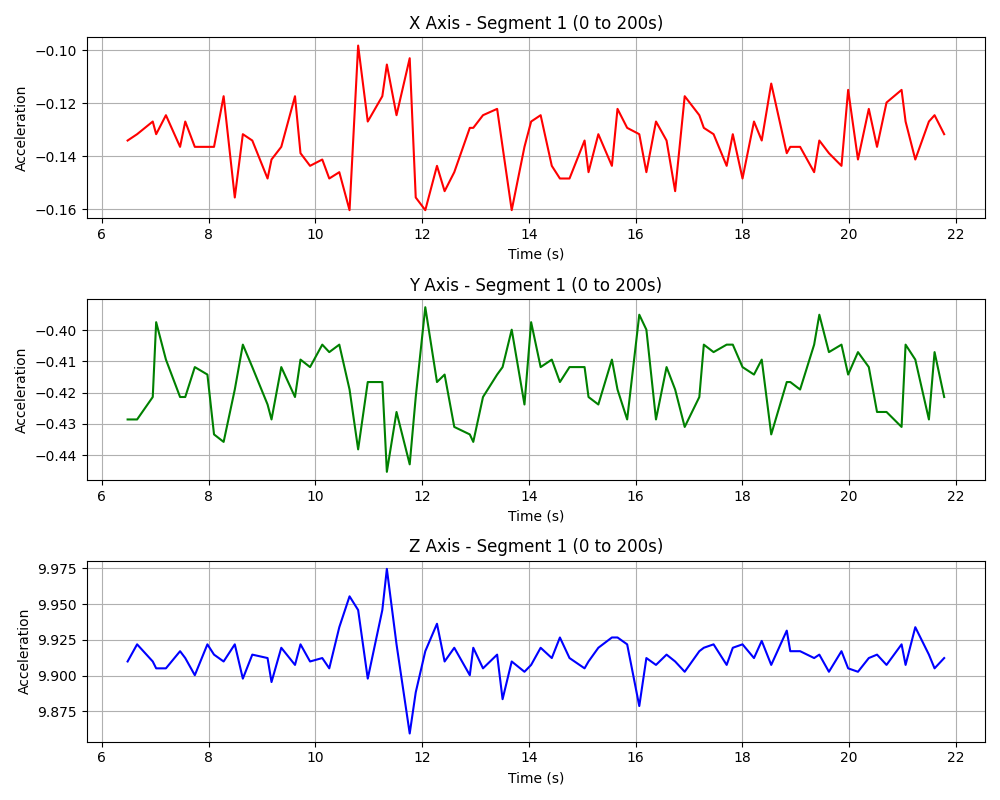 X Axis - Segment 1 (0 to 200s)
−0.10
−0.12
−0.14
−0.16
Acceleration
6 8 10 12 14 16 18 20 22
Time (s)
Y Axis - Segment 1 (0 to 200s)
−0.40
−0.41
−0.42
−0.43
−0.44
Acceleration
6 8 10 12 14 16 18 20 22
Time (s)
Z Axis - Segment 1 (0 to 200s)
9.975
9.950
9.925
9.900
9.875
Acceleration
6 8 10 12 14 16 18 20 22
Time (s)